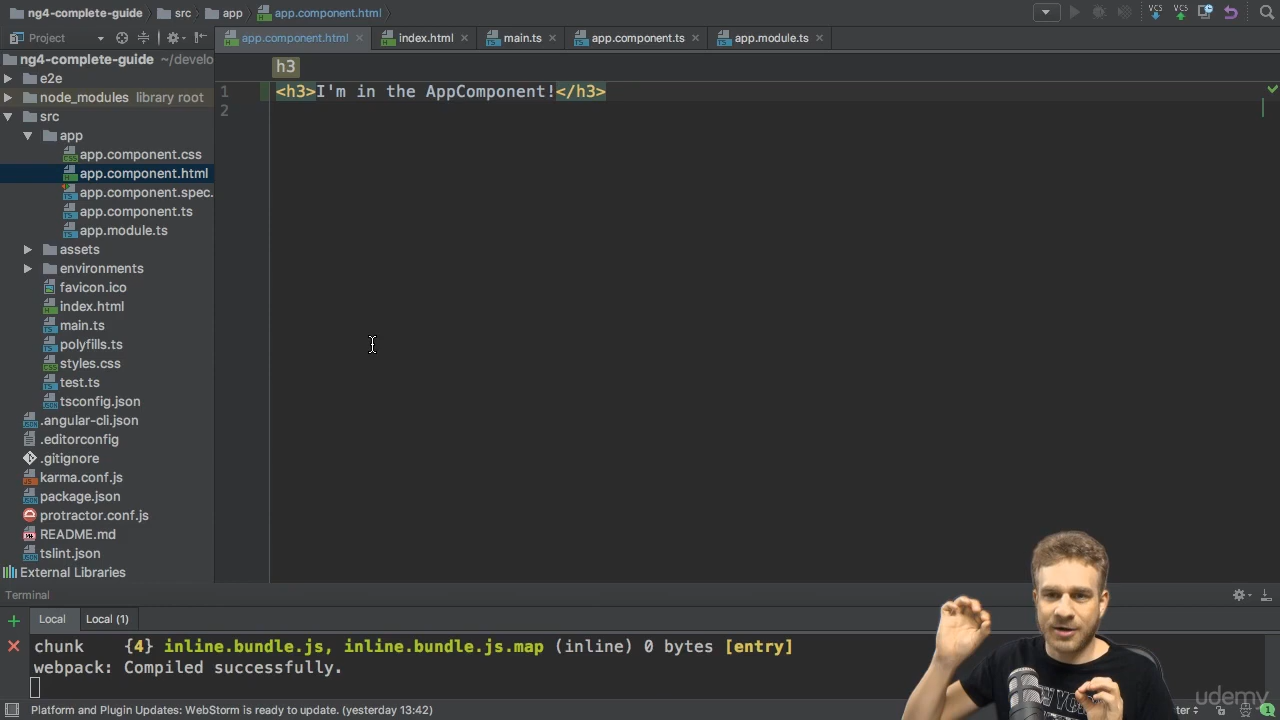 ng4-complete-guide src app app.component.html
VCS VCS
Project
app.component.html index.html main.ts app.component.ts app.module.ts
ng4-complete-guide ~/develo
e2e
node_modules library root
src
app
app.component.css
app.component.html
app.component.spec.
app.component.ts
app.module.ts
assets
environments
favicon.ico
index.html
main.ts
polyfills.ts
styles.css
test.ts
tsconfig.json
.angular-cli.json
.editorconfig
.gitignore
karma.conf.js
package.json
protractor.conf.js
README.md
tslint.json
External Libraries
h3
1 <h3>I'm in the AppComponent!</h3>
2
Terminal
Local Local (1)
chunk {4} inline.bundle.js, inline.bundle.js.map (inline) 0 bytes [entry]
webpack: Compiled successfully.
Platform and Plugin Updates: WebStorm is ready to update. (yesterday 13:42)
udemy
1